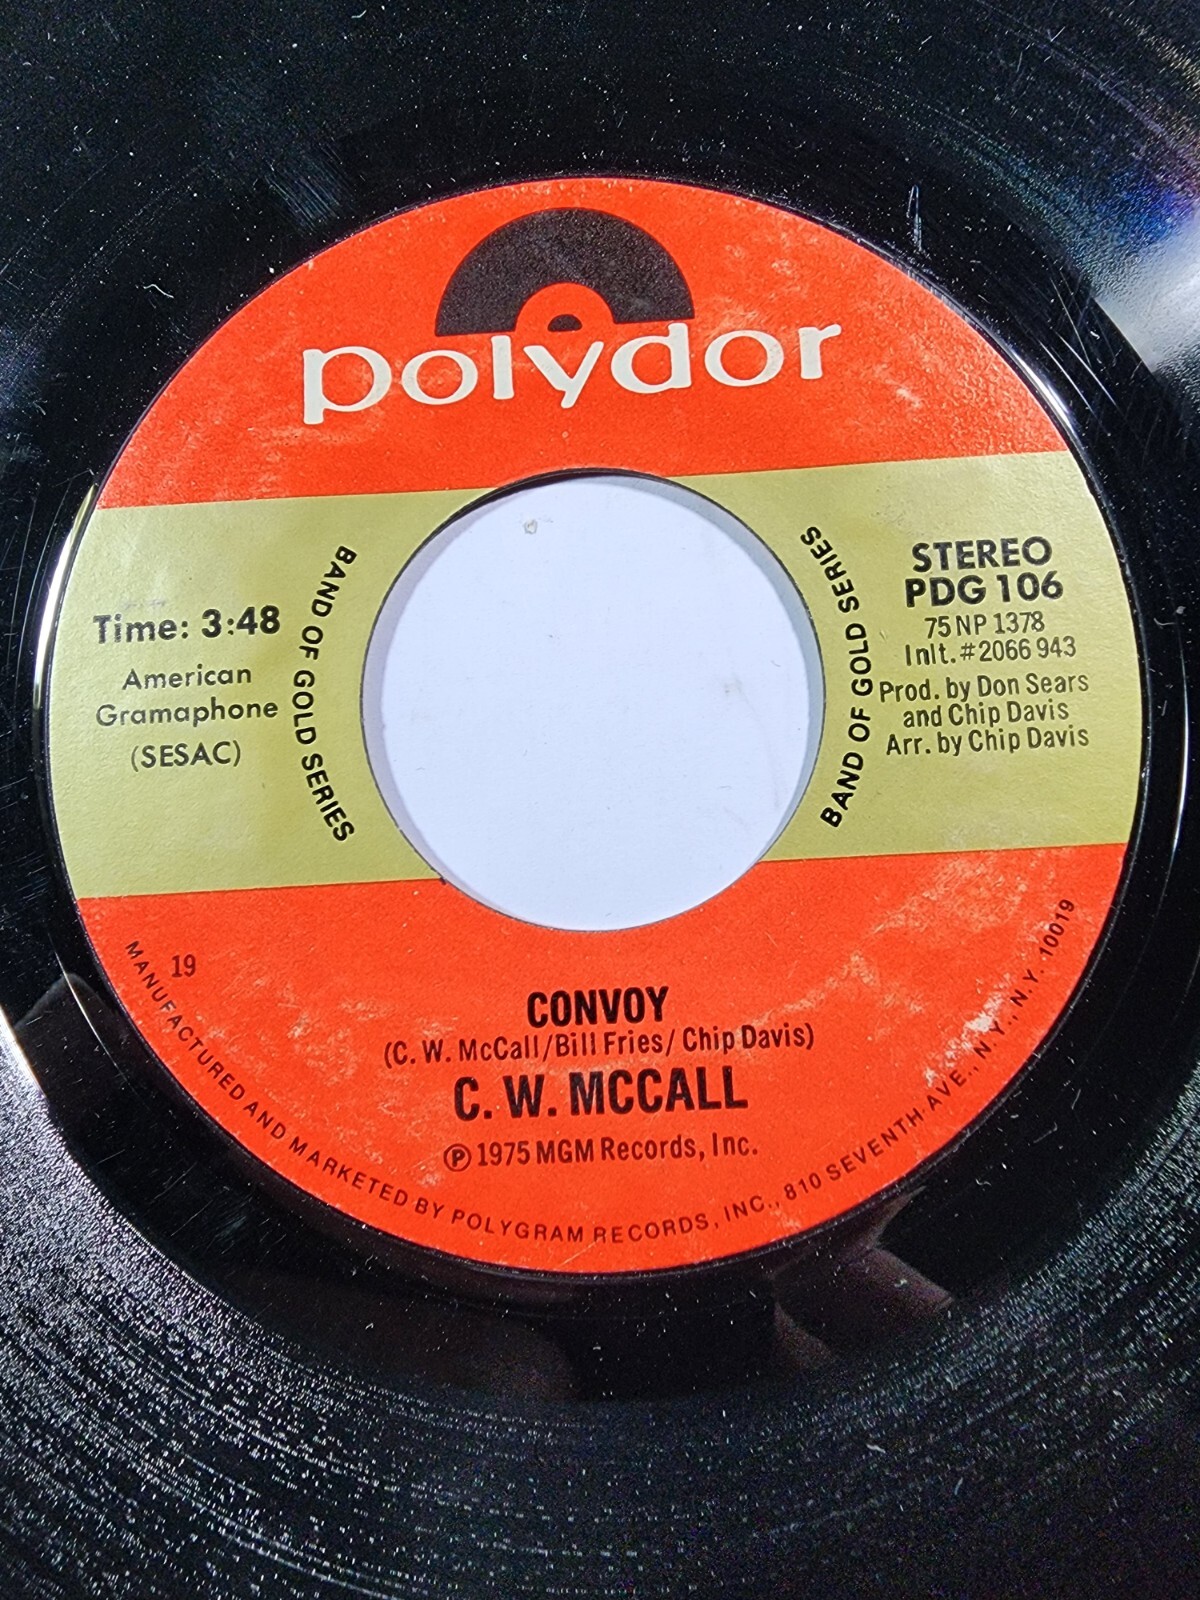 polydor
Time: 3:48
American
Gramaphone
(SESAC)
BAND OF GOLD SERIES
BAND OF GOLD SERIES
STEREO
PDG 106
75 NP 1378
Inlt. #2066 943
Prod. by Don Sears
and Chip Davis
Arr. by Chip Davis
19
CONVOY
(C. W. McCall/Bill Fries/Chip Davis)
C. W. MCCALL
℗ 1975 MGM Records, Inc.
MANUFACTURED AND MARKETED BY POLYGRAM RECORDS, INC., 810 SEVENTH AVE., N.Y., N.Y. 10019